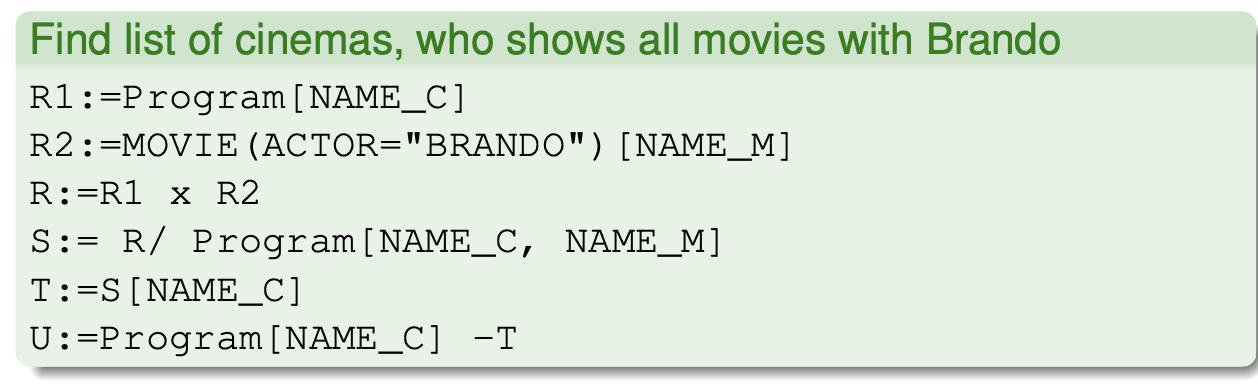 Find list of cinemas, who shows all movies with Brando
R1:=Program[NAME_C]
R2:=MOVIE(ACTOR="BRANDO")[NAME_M]
R:=R1 x R2
S:= R/ Program[NAME_C, NAME_M]
T:=S[NAME_C]
U:=Program[NAME_C] -T